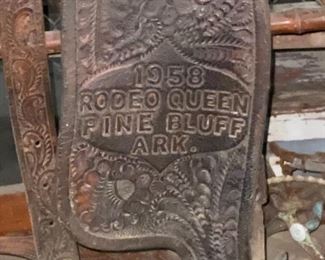 1958
RODEO QUEEN
PINE BLUFF
ARK.